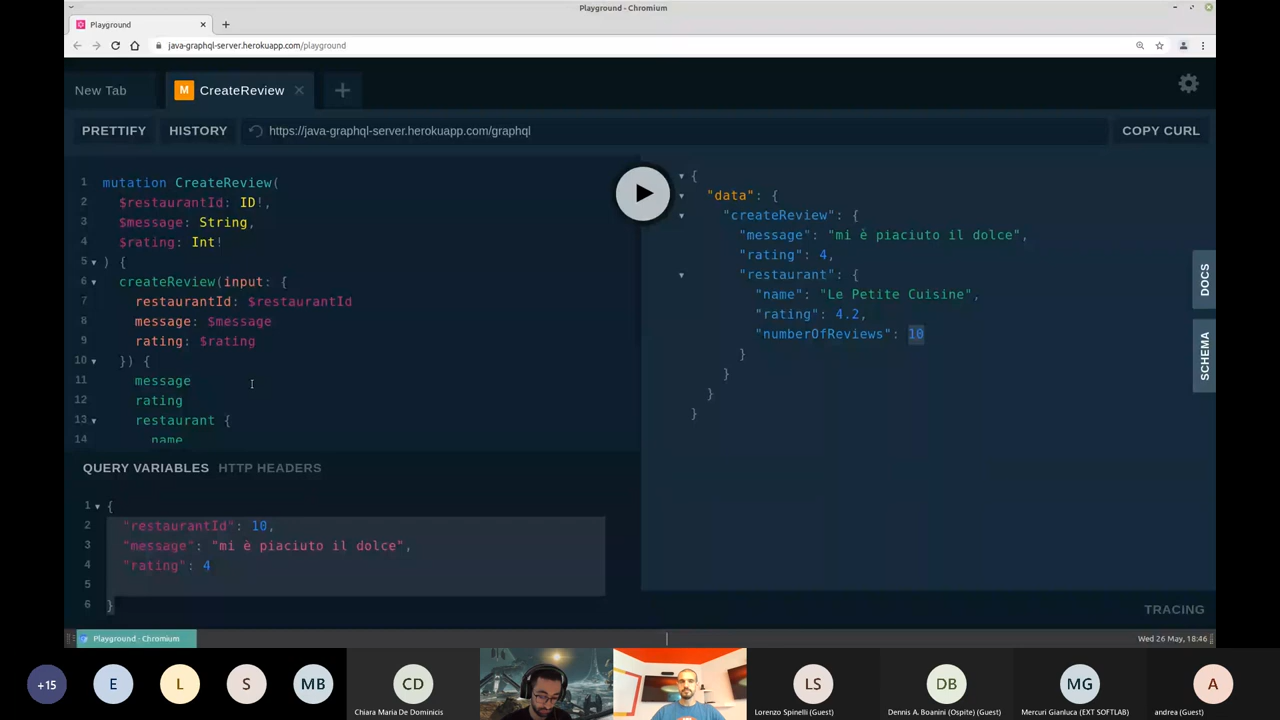 Playground - Chromium
Playground
java-graphql-server.herokuapp.com/playground
New Tab
M CreateReview
PRETTIFY HISTORY https://java-graphql-server.herokuapp.com/graphql COPY CURL
1 mutation CreateReview(
2 $restaurantId: ID!,
3 $message: String,
4 $rating: Int!
5 ) {
6 createReview(input: {
7 restaurantId: $restaurantId
8 message: $message
9 rating: $rating
10 }) {
11 message
12 rating
13 restaurant {
14 name
{
"data": {
"createReview": {
"message": "mi è piaciuto il dolce",
"rating": 4,
"restaurant": {
"name": "Le Petite Cuisine",
"rating": 4.2,
"numberOfReviews": 10
}
}
}
}
DOCS
SCHEMA
QUERY VARIABLES HTTP HEADERS
1 {
2 "restaurantId": 10,
3 "message": "mi è piaciuto il dolce",
4 "rating": 4
5
6 }
TRACING
Playground - Chromium
Wed 26 May, 18:46
+15
E
L
S
MB
CD
Chiara Maria De Dominicis
LS
Lorenzo Spinelli (Guest)
DB
Dennis A. Boanini (Ospite) (Guest)
MG
Mercuri Gianluca (EXT SOFTLAB)
A
andrea (Guest)